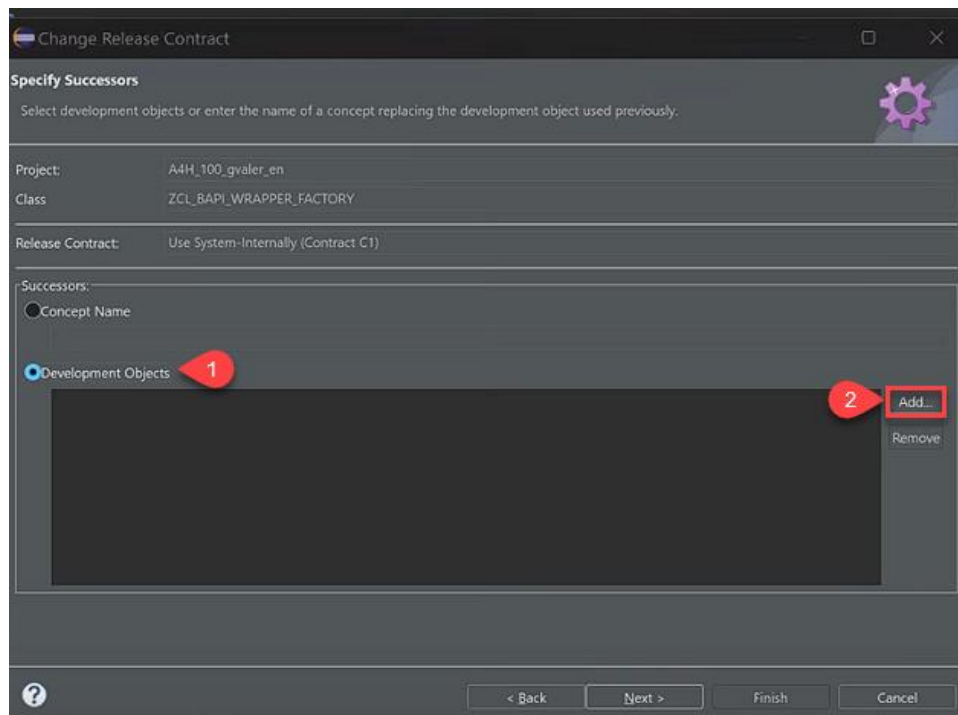 Change Release Contract
Specify Successors
Select development objects or enter the name of a concept replacing the development object used previously.
Project: A4H_100_gvaler_en
Class ZCL_BAPI_WRAPPER_FACTORY
Release Contract: Use System-Internally (Contract C1)
Successors:
Concept Name
Development Objects 1
2 Add...
Remove
? < Back Next > Finish Cancel